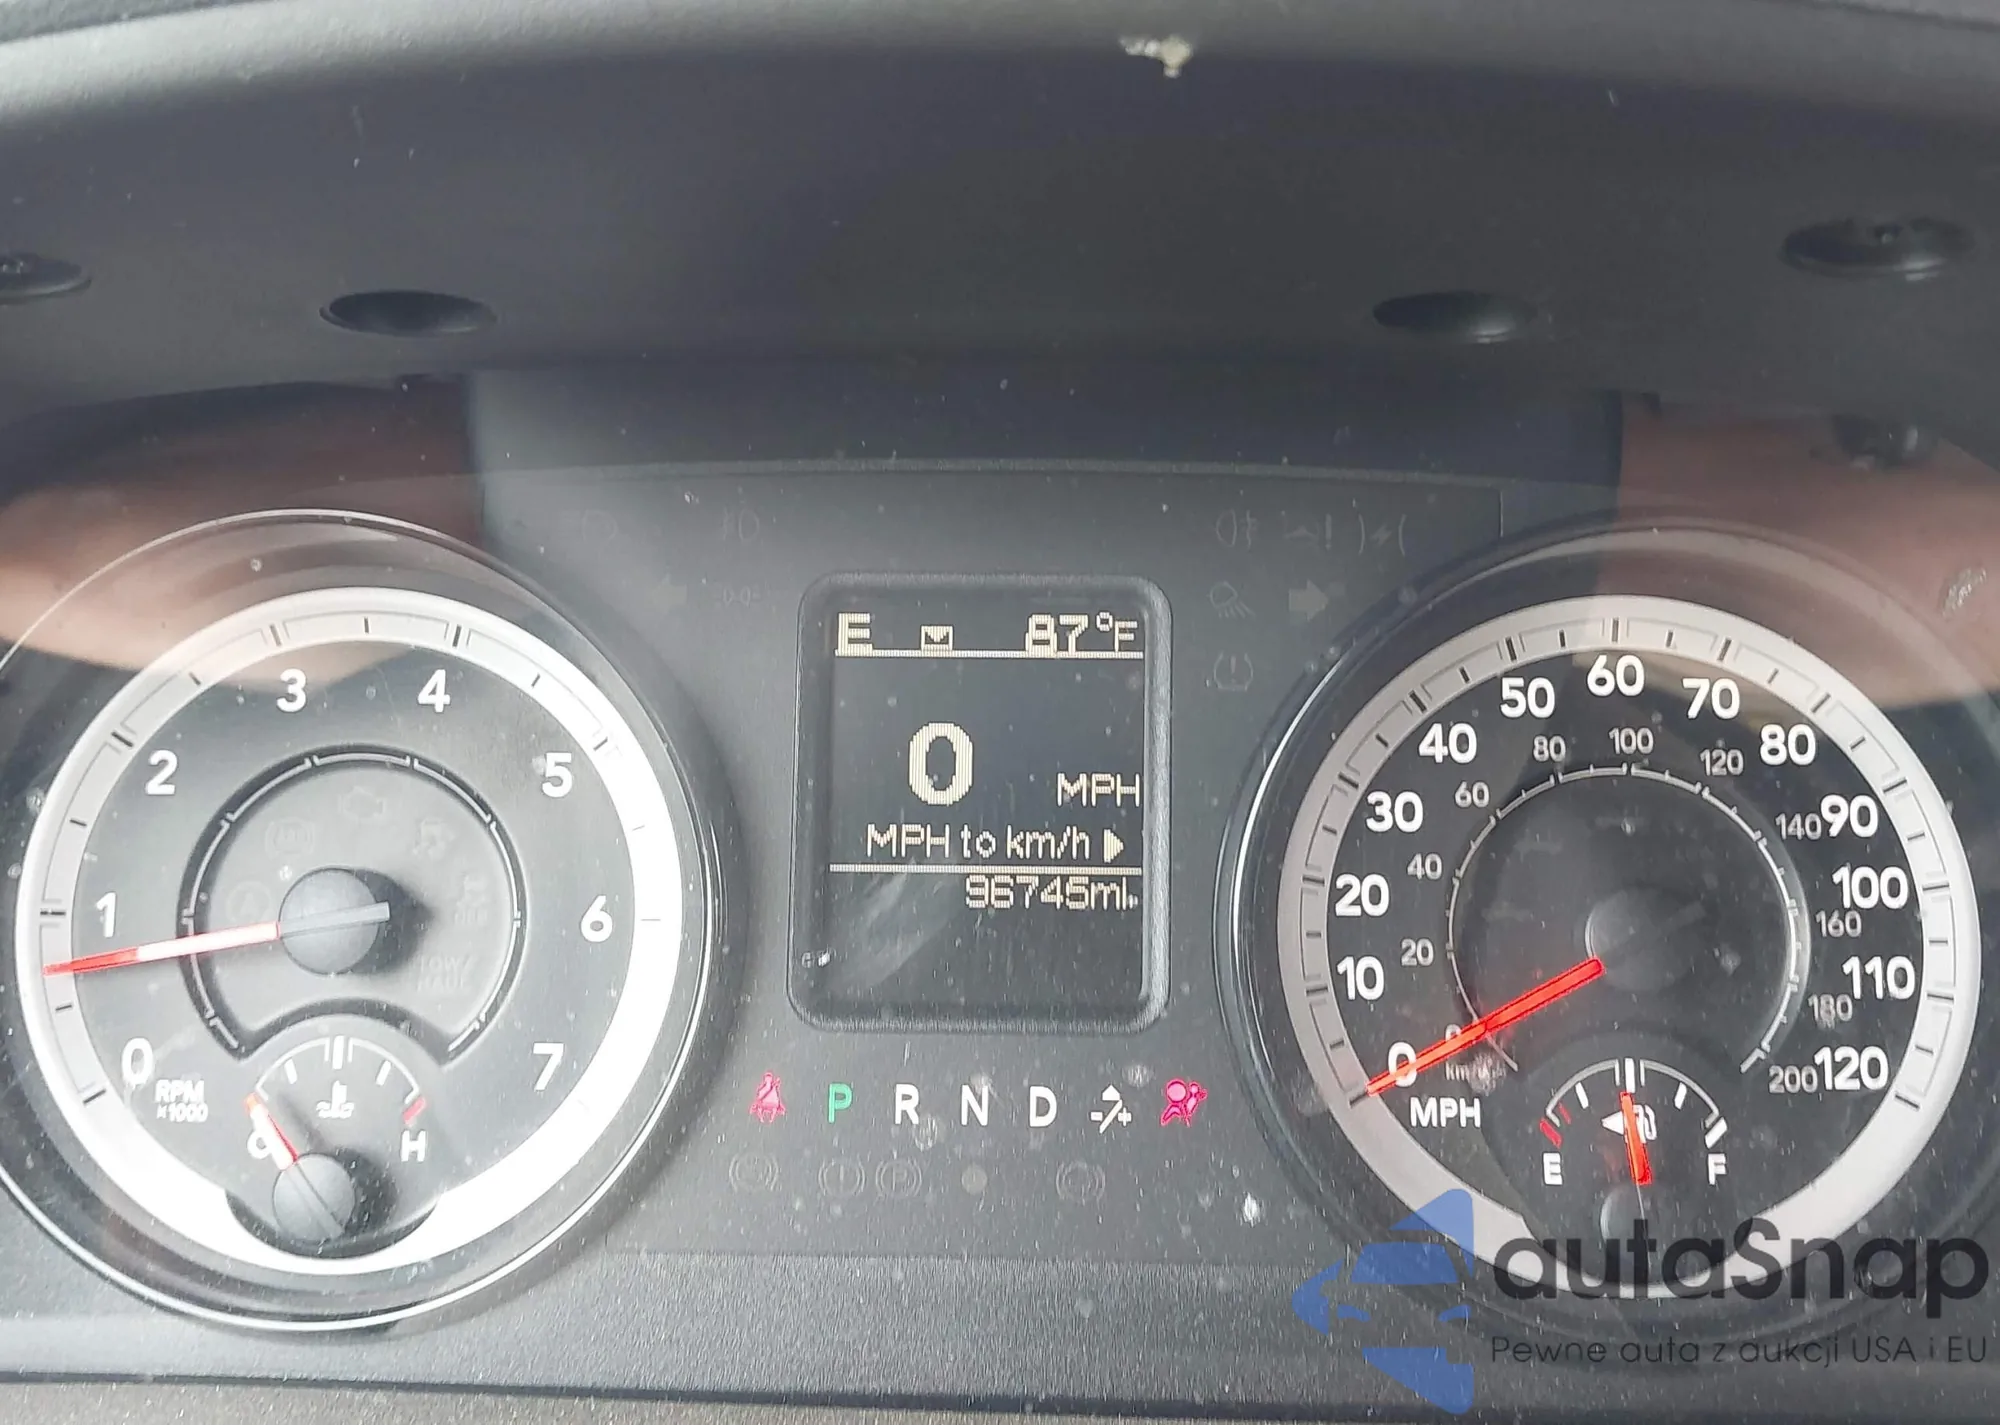 E 87°F
0 MPH
MPH to km/h
96745mi
0 1 2 3 4 5 6 7
RPM
x1000
C H
P R N D -/+
0 10 20 30 40 50 60 70 80 90 100 110 120
0 20 40 60 80 100 120 140 160 180 200
MPH
E F
autaSnap
Pewne auta z aukcji USA i EU